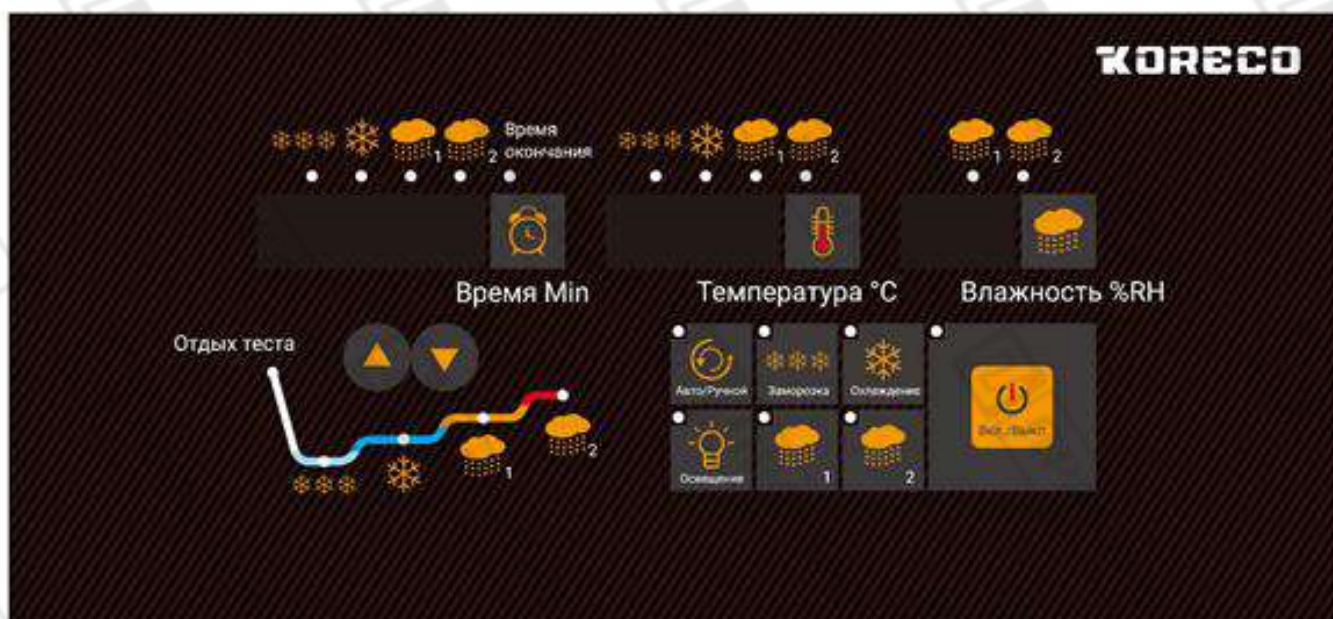 KORECO
1
2
Время
окончания
1
2
1
2
Время Min
Температура °C
Влажность %RH
Отдых теста
Авто/Ручной
Заморозка
Охлаждение
Вкл./Выкл
1
2
Освещение
1
2